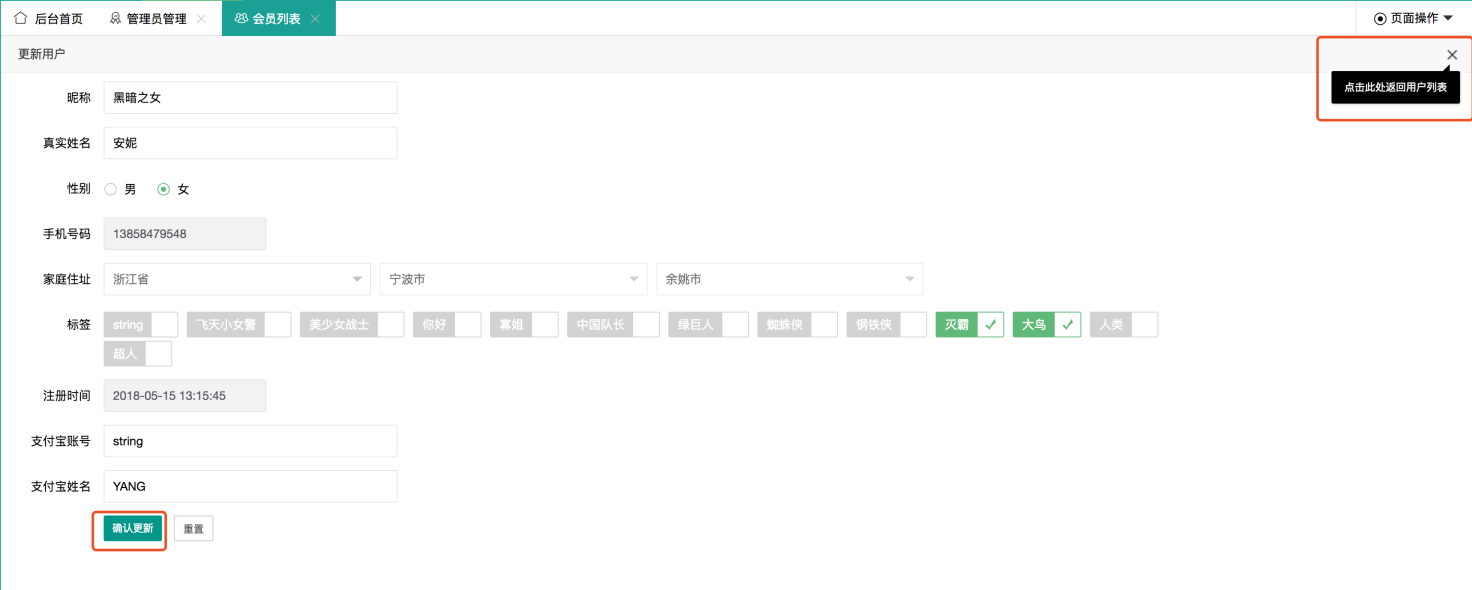 后台首页 管理员管理 会员列表 页面操作
更新用户
点击此处返回用户列表
昵称 黑暗之女
真实姓名 安妮
性别 男 女
手机号码 13858479548
家庭住址 浙江省 宁波市 余姚市
标签 string 飞天小女警 美少女战士 你好 寡姐 中国队长 绿巨人 蜘蛛侠 钢铁侠 灭霸 大鸟 人类
超人
注册时间 2018-05-15 13:15:45
支付宝账号 string
支付宝姓名 YANG
确认更新 重置